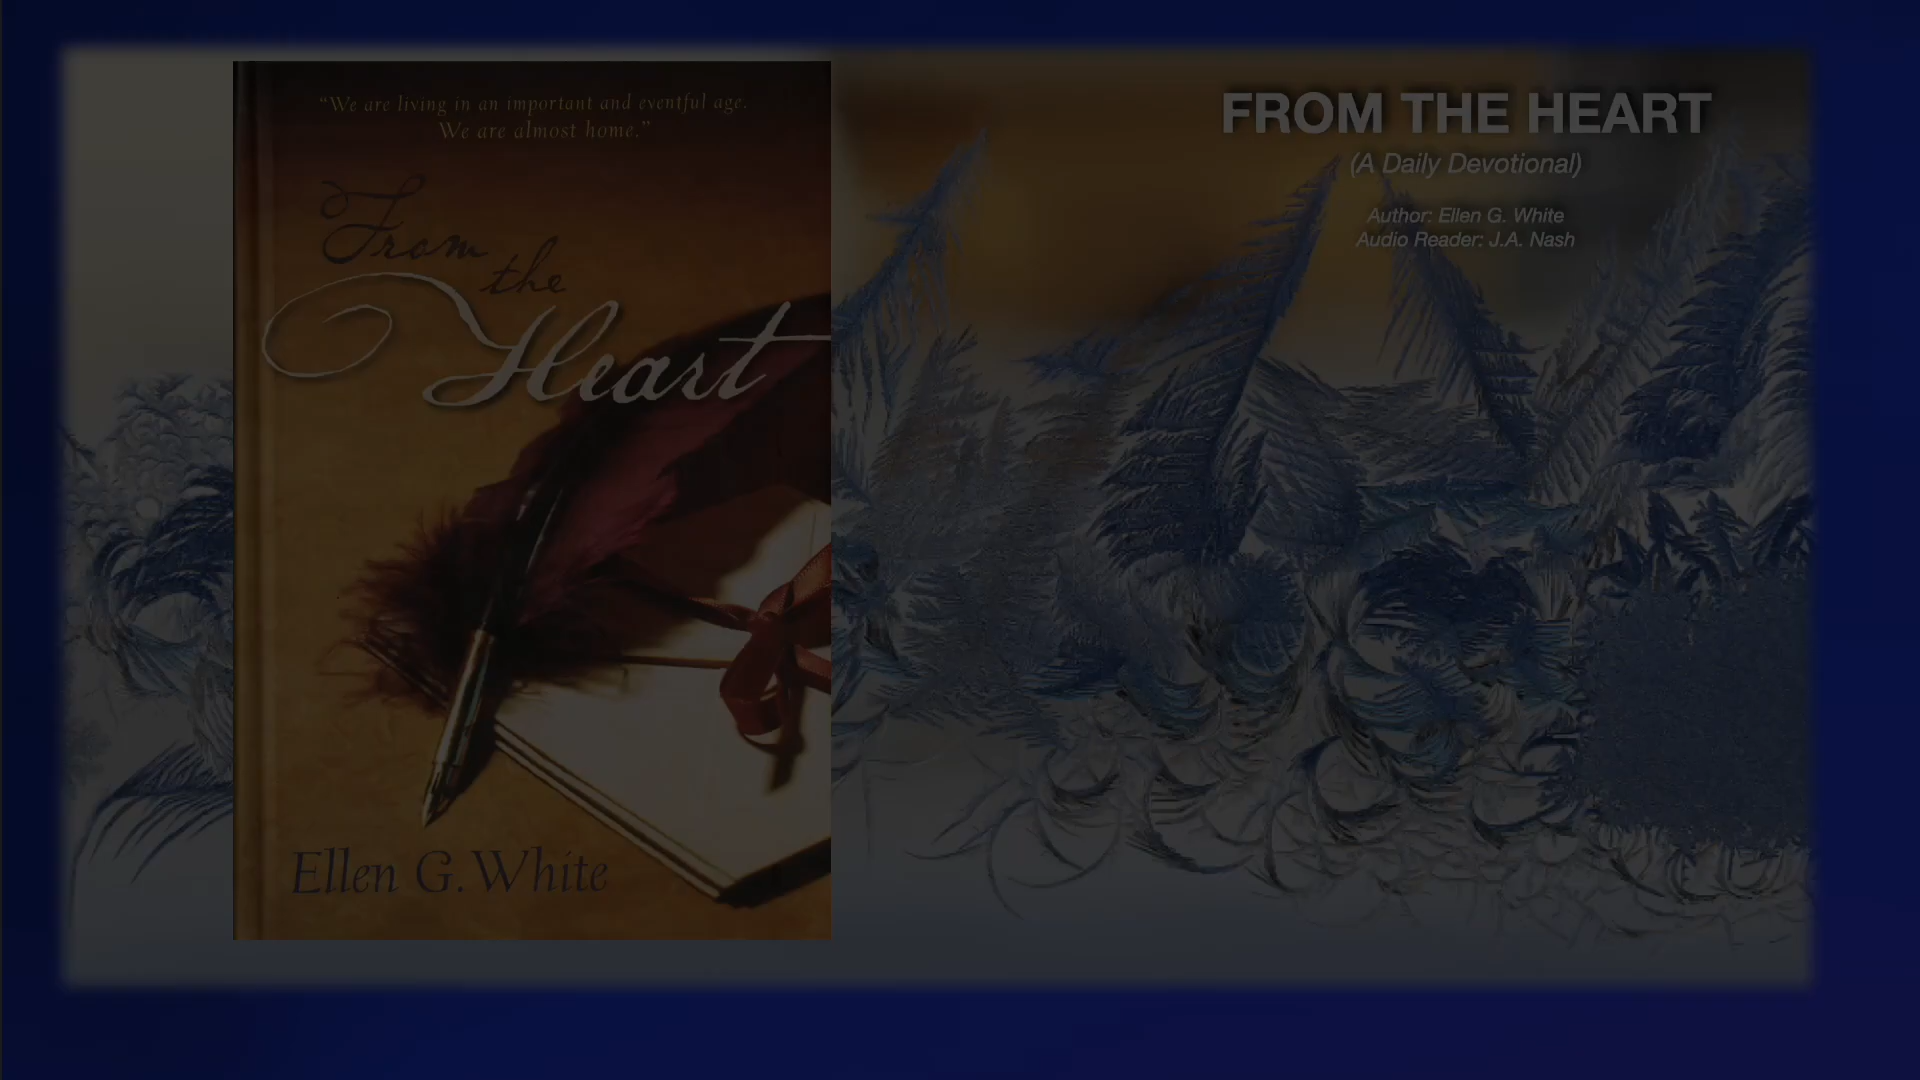 “We are living in an important and eventful age.
We are almost home.”
From
the
Heart
Ellen G. White
FROM THE HEART
(A Daily Devotional)
Author: Ellen G. White
Audio Reader: J.A. Nash